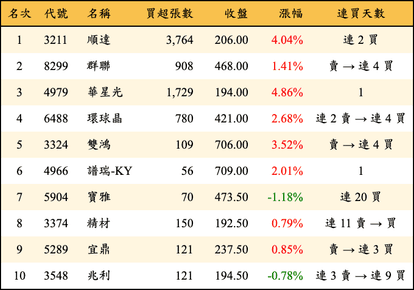 名次 代號 名稱 買超張數 收盤 漲幅 連買天數
1 3211 順達 3,764 206.00 4.04% 連 2 買
2 8299 群聯 908 468.00 1.41% 賣 → 連 4 買
3 4979 華星光 1,729 194.00 4.86% 1
4 6488 環球晶 780 421.00 2.68% 連 2 賣 → 連 4 買
5 3324 雙鴻 109 706.00 3.52% 賣 → 連 4 買
6 4966 譜瑞-KY 56 709.00 2.01% 1
7 5904 寶雅 70 473.50 -1.18% 連 20 買
8 3374 精材 150 192.50 0.79% 連 11 賣 → 買
9 5289 宜鼎 121 237.50 0.85% 賣 → 連 3 買
10 3548 兆利 121 194.50 -0.78% 連 3 賣 → 連 9 買